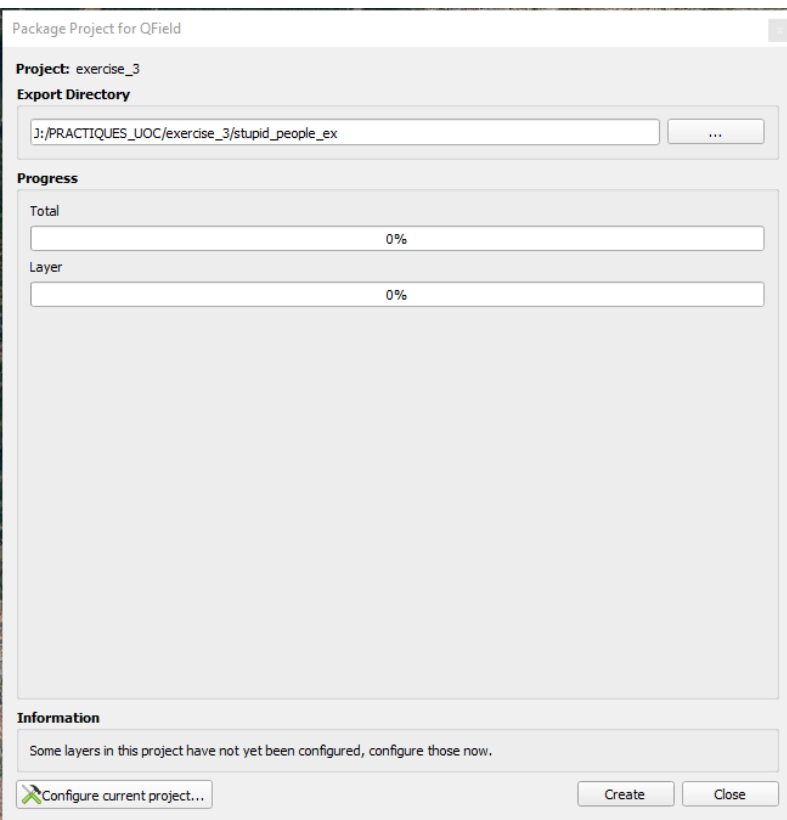 Package Project for QField
x
Project: exercise_3
Export Directory
J:/PRACTIQUES_UOC/exercise_3/stupid_people_ex
...
Progress
Total
0%
Layer
0%
Information
Some layers in this project have not yet been configured, configure those now.
Configure current project...
Create
Close